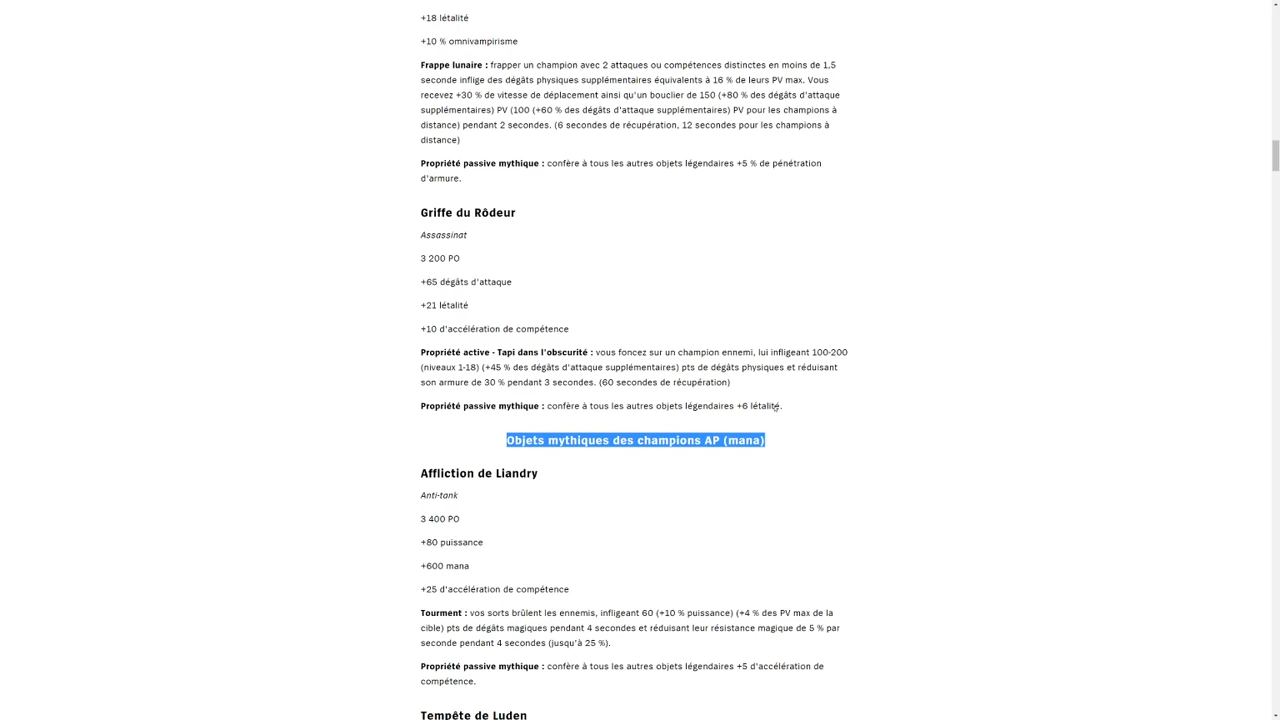 +18 létalité
+10 % omnivampirisme
Frappe lunaire : frapper un champion avec 2 attaques ou compétences distinctes en moins de 1,5
seconde inflige des dégâts physiques supplémentaires équivalents à 16 % de leurs PV max. Vous
recevez +30 % de vitesse de déplacement ainsi qu'un bouclier de 150 (+80 % des dégâts d'attaque
supplémentaires) PV (100 (+60 % des dégâts d'attaque supplémentaires) PV pour les champions à
distance) pendant 2 secondes. (6 secondes de récupération, 12 secondes pour les champions à
distance)
Propriété passive mythique : confère à tous les autres objets légendaires +5 % de pénétration
d'armure.
Griffe du Rôdeur
Assassinat
3 200 PO
+65 dégâts d'attaque
+21 létalité
+10 d'accélération de compétence
Propriété active - Tapi dans l'obscurité : vous foncez sur un champion ennemi, lui infligeant 100-200
(niveaux 1-18) (+45 % des dégâts d'attaque supplémentaires) pts de dégâts physiques et réduisant
son armure de 30 % pendant 3 secondes. (60 secondes de récupération)
Propriété passive mythique : confère à tous les autres objets légendaires +6 létalité.
Objets mythiques des champions AP (mana)
Affliction de Liandry
Anti-tank
3 400 PO
+80 puissance
+600 mana
+25 d'accélération de compétence
Tourment : vos sorts brûlent les ennemis, infligeant 60 (+10 % puissance) (+4 % des PV max de la
cible) pts de dégâts magiques pendant 4 secondes et réduisant leur résistance magique de 5 % par
seconde pendant 4 secondes (jusqu'à 25 %).
Propriété passive mythique : confère à tous les autres objets légendaires +5 d'accélération de
compétence.
Tempête de Luden